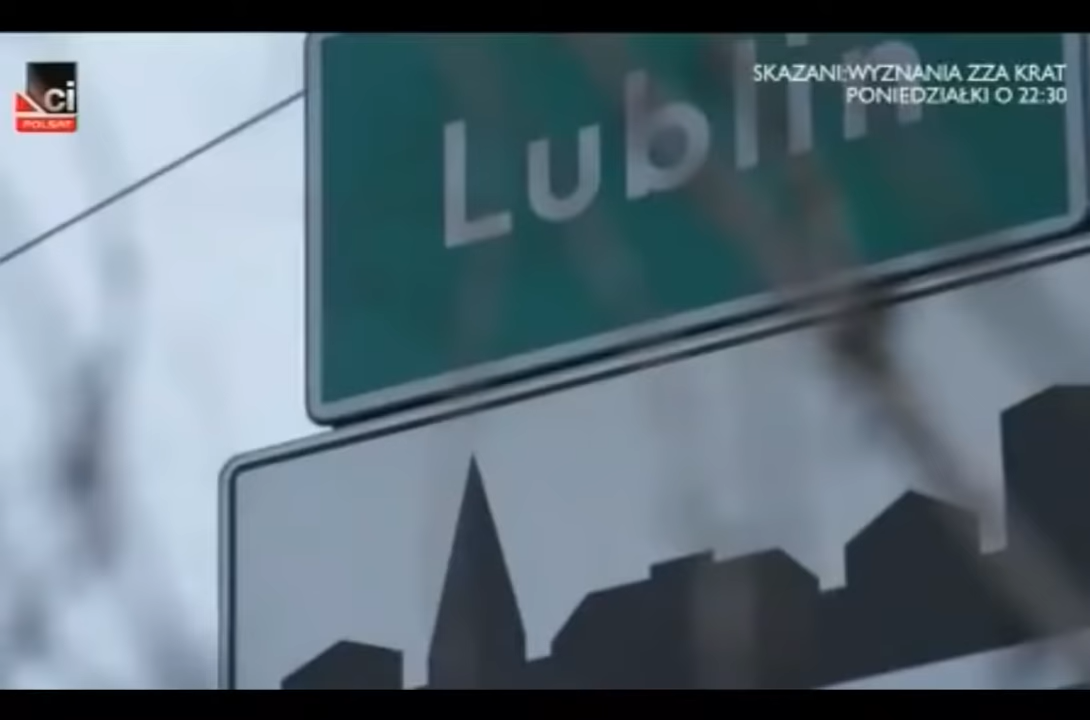 ci
POLSAT
SKAZANI:WYZNANIA ZZA KRAT
PONIEDZIAŁKI O 22:30
Lublin